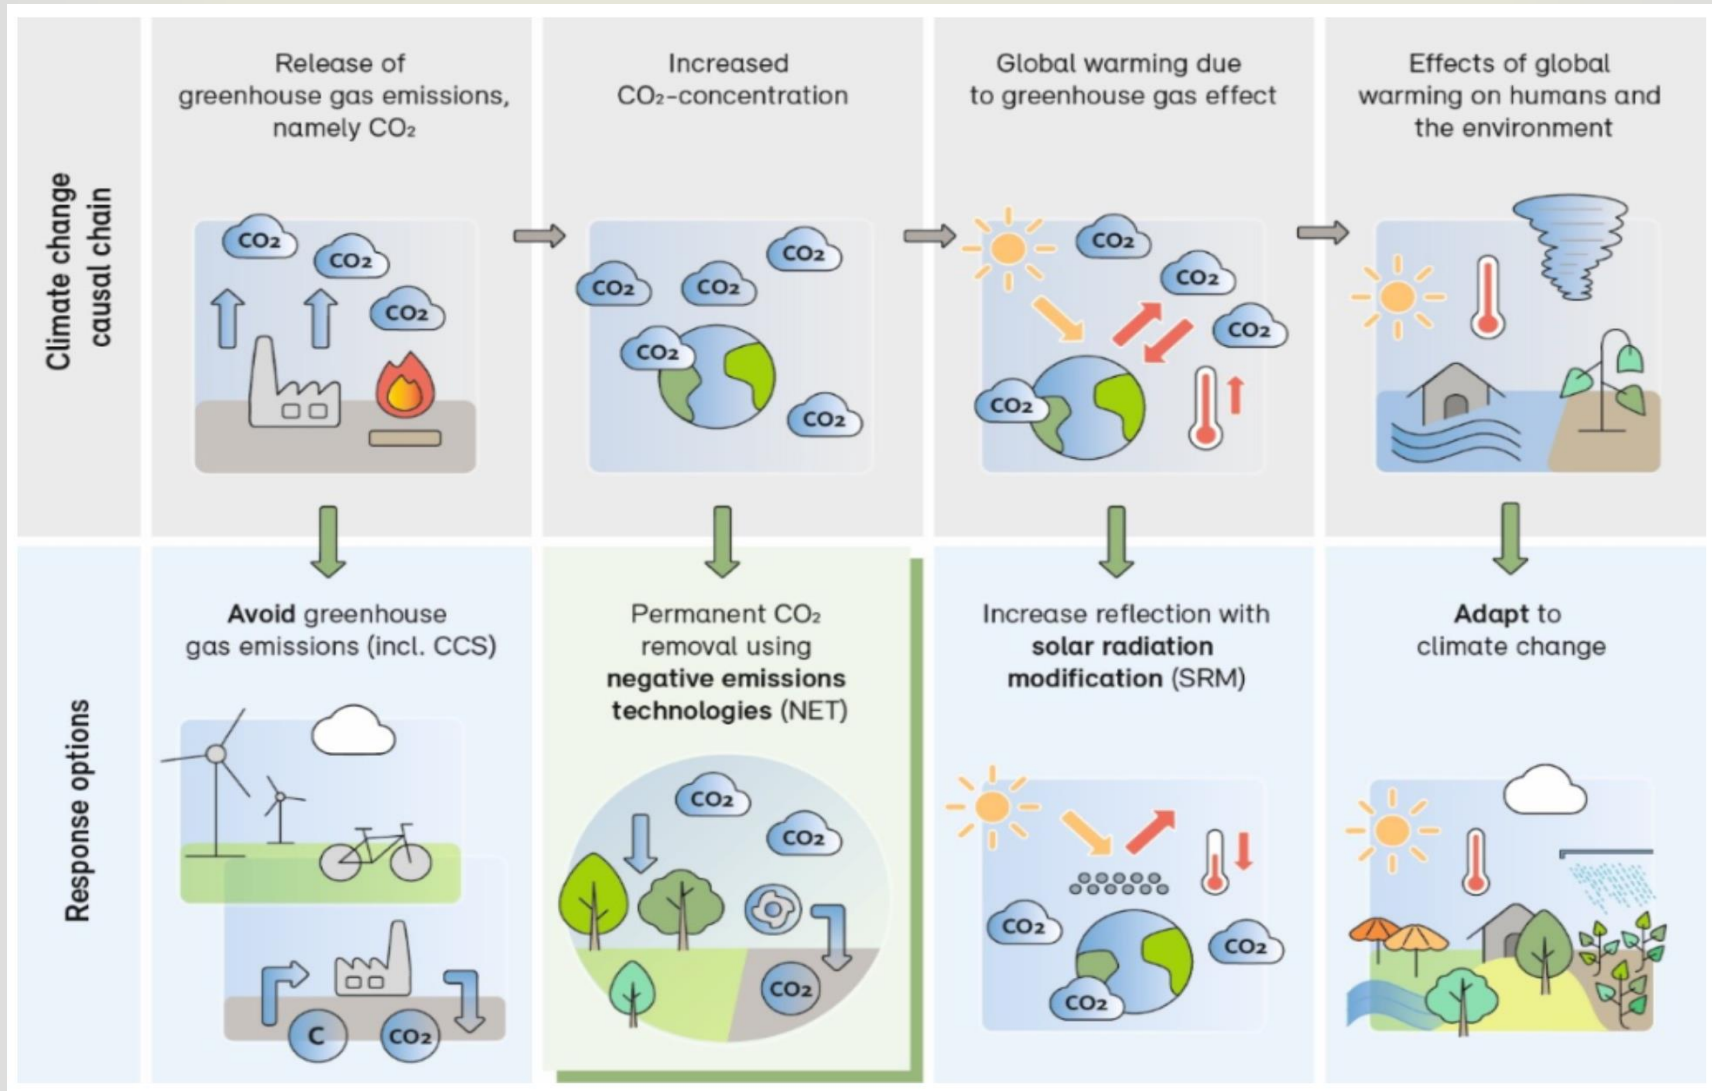 Climate change
causal chain
Release of
greenhouse gas emissions,
namely CO₂
CO2
CO2
CO2
Increased
CO₂-concentration
CO2
CO2
CO2
CO2
CO2
Global warming due
to greenhouse gas effect
CO2
CO2
CO2
CO2
Effects of global
warming on humans and
the environment
Response options
Avoid greenhouse
gas emissions (incl. CCS)
C
CO2
Permanent CO₂
removal using
negative emissions
technologies (NET)
CO2
CO2
CO2
Increase reflection with
solar radiation
modification (SRM)
CO2
CO2
CO2
Adapt to
climate change